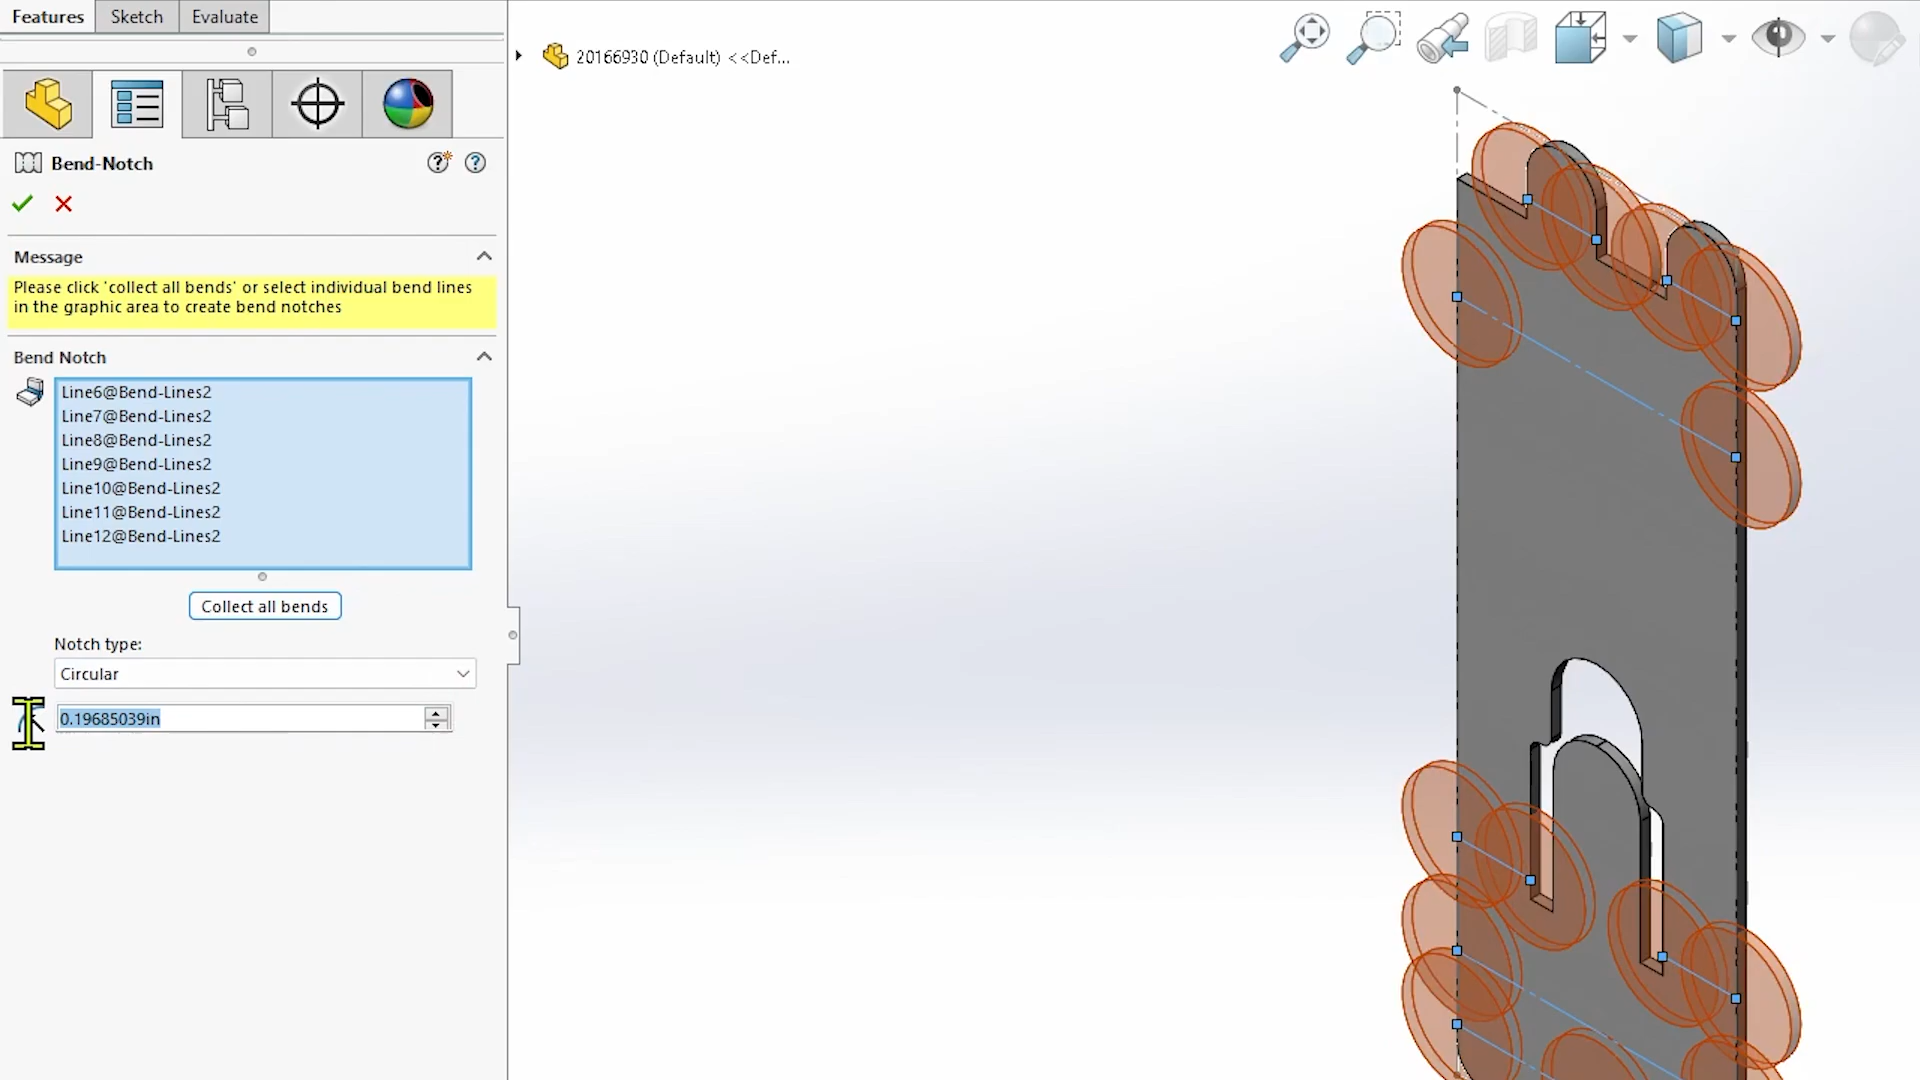 Features
Sketch
Evaluate
20166930 (Default) <<Def...
Bend-Notch
Message
Please click 'collect all bends' or select individual bend lines
in the graphic area to create bend notches
Bend Notch
Line6@Bend-Lines2
Line7@Bend-Lines2
Line8@Bend-Lines2
Line9@Bend-Lines2
Line10@Bend-Lines2
Line11@Bend-Lines2
Line12@Bend-Lines2
Collect all bends
Notch type:
Circular
0.19685039in